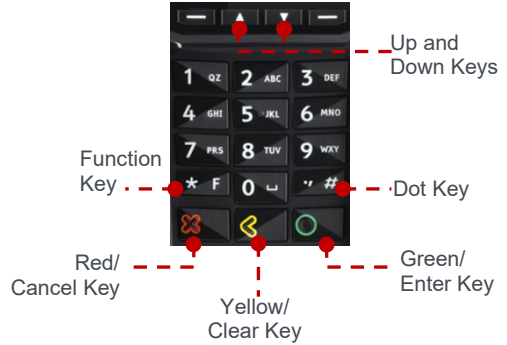 Up and
Down Keys
1 QZ 2 ABC 3 DEF
4 GHI 5 JKL 6 MNO
7 PRS 8 TUV 9 WXY
* F 0 ., #
Function
Key
Dot Key
Red/
Cancel Key
Yellow/
Clear Key
Green/
Enter Key